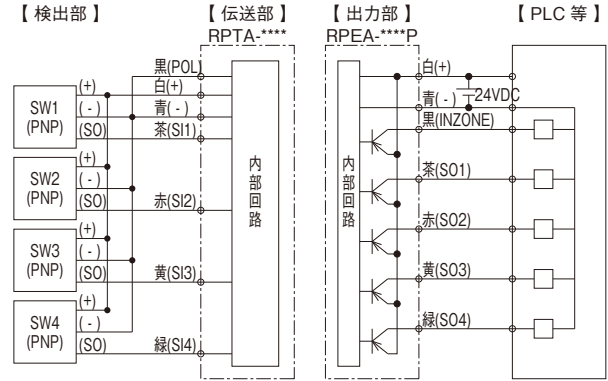 【 検出部 】
【 伝送部 】
RPTA-****
【 出力部 】
RPEA-****P
【 PLC 等 】
黒(POL)
白(+)
青( - )
茶(SI1)
赤(SI2)
黄(SI3)
緑(SI4)
SW1
(PNP)
(+)
( - )
(SO)
SW2
(PNP)
(+)
( - )
(SO)
SW3
(PNP)
(+)
( - )
(SO)
SW4
(PNP)
(+)
( - )
(SO)
内部回路
内部回路
白(+)
24VDC
青( - )
黒(INZONE)
茶(SO1)
赤(SO2)
黄(SO3)
緑(SO4)